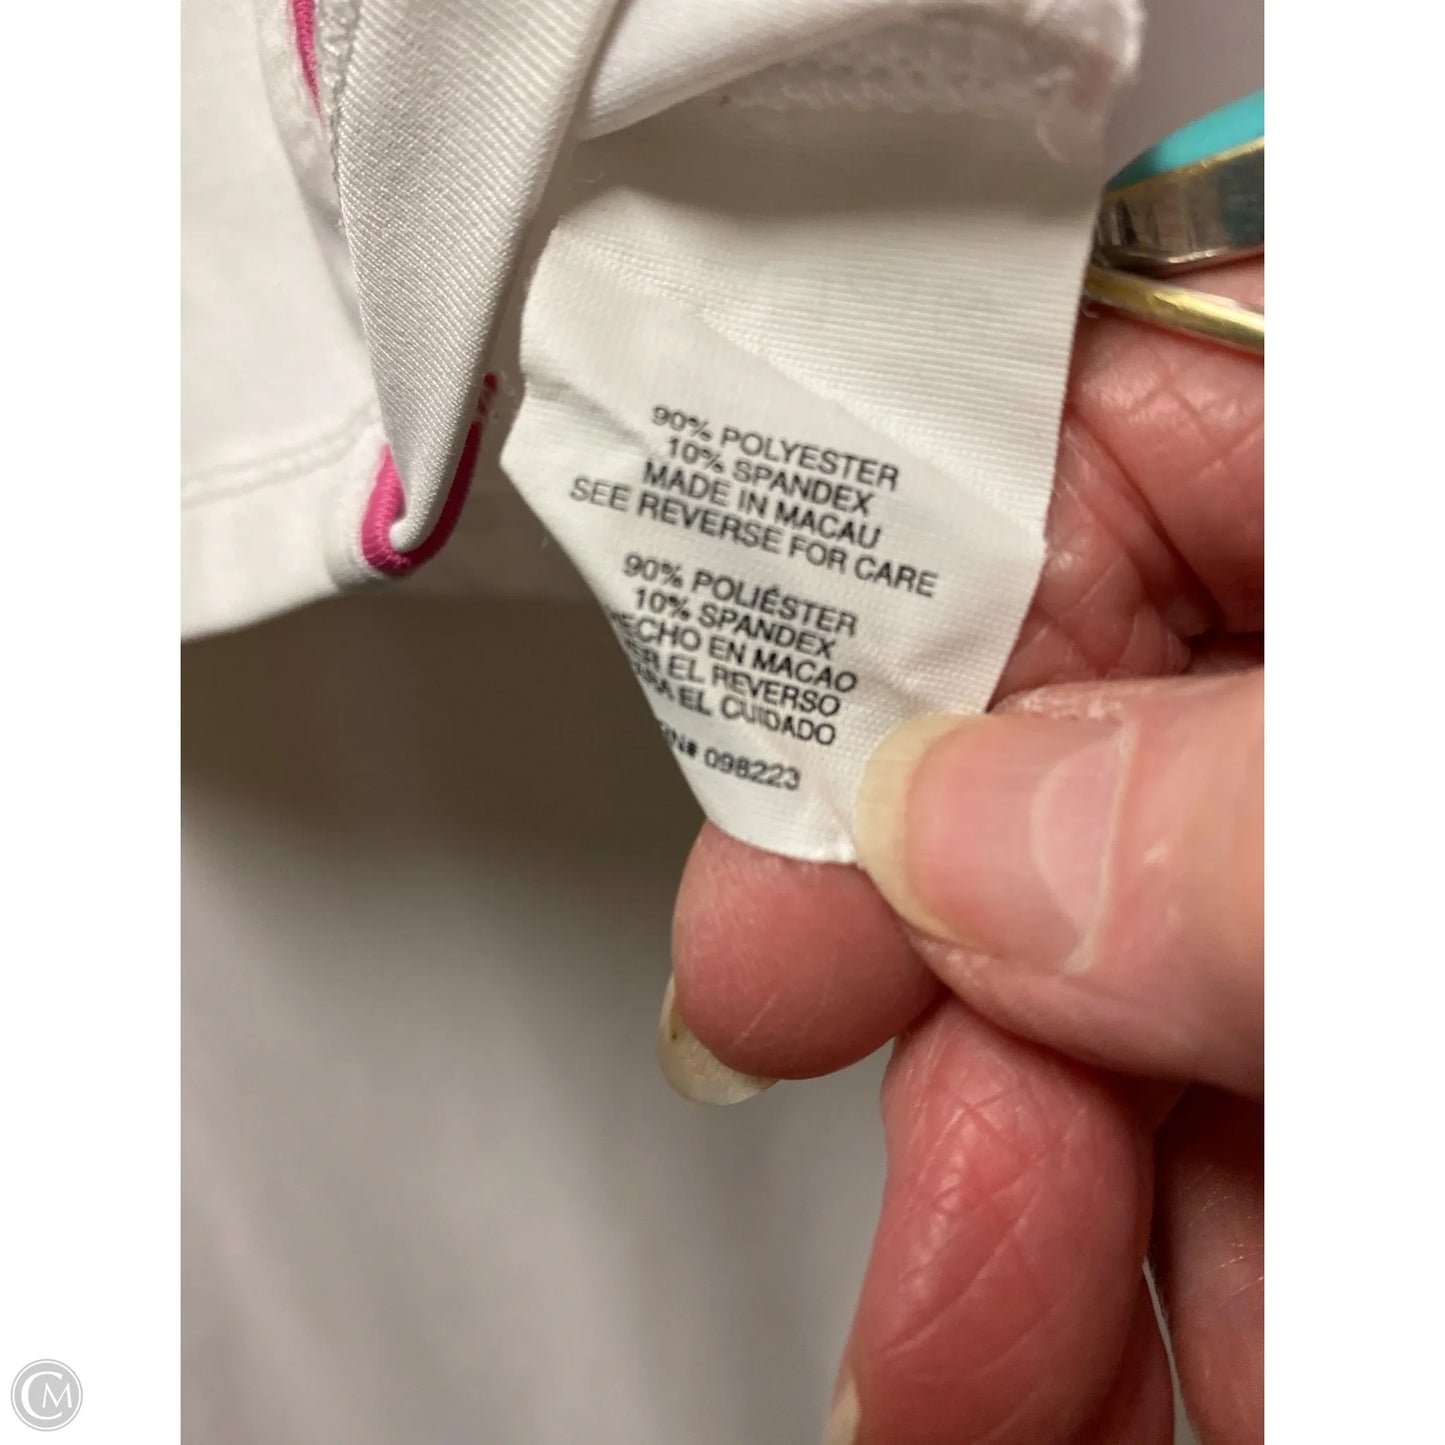 90% POLYESTER
10% SPANDEX
MADE IN MACAU
SEE REVERSE FOR CARE
90% POLIÉSTER
10% SPANDEX
EN MACAO
EL REVERSO
EL CUIDADO
098223
CM